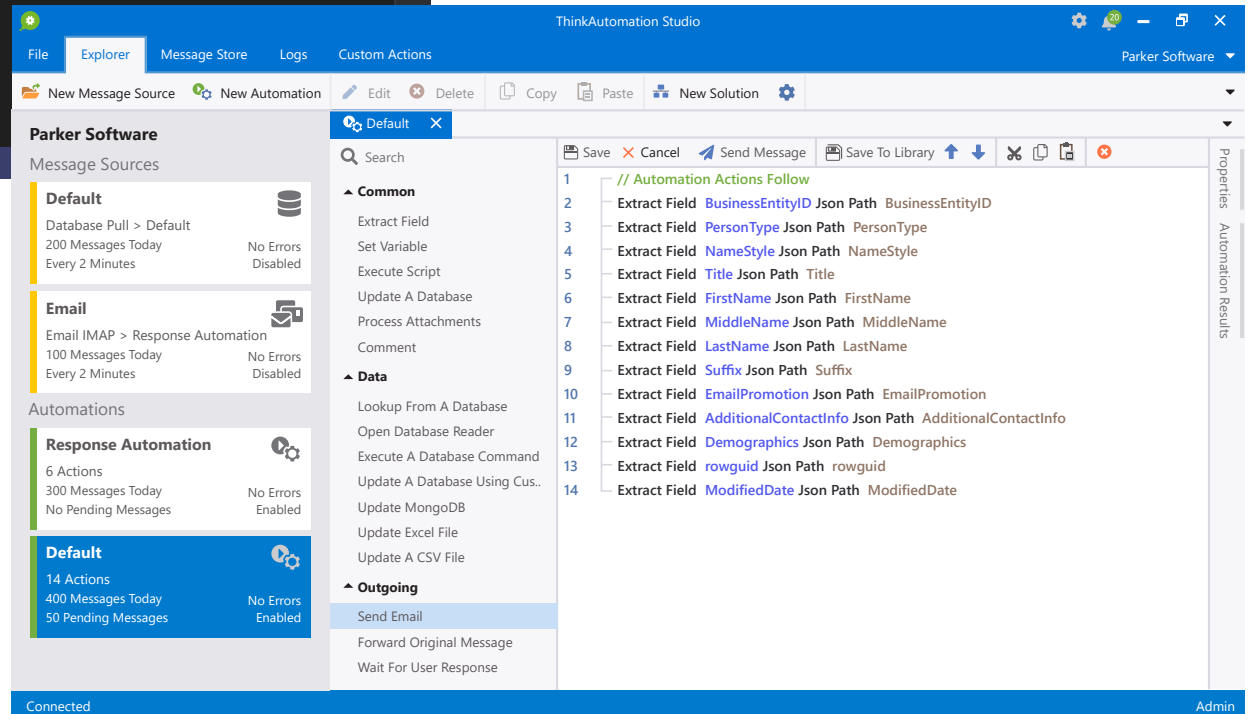 ThinkAutomation Studio
20
File Explorer Message Store Logs Custom Actions Parker Software
New Message Source New Automation Edit Delete Copy Paste New Solution
Parker Software
Message Sources
Default
Database Pull > Default
200 Messages Today No Errors
Every 2 Minutes Disabled
Email
Email IMAP > Response Automation
100 Messages Today No Errors
Every 2 Minutes Disabled
Automations
Response Automation
6 Actions
300 Messages Today No Errors
No Pending Messages Enabled
Default
14 Actions
400 Messages Today No Errors
50 Pending Messages Enabled
Default
Search
Common
Extract Field
Set Variable
Execute Script
Update A Database
Process Attachments
Comment
Data
Lookup From A Database
Open Database Reader
Execute A Database Command
Update A Database Using Cus..
Update MongoDB
Update Excel File
Update A CSV File
Outgoing
Send Email
Forward Original Message
Wait For User Response
Save Cancel Send Message Save To Library
1 // Automation Actions Follow
2 Extract Field BusinessEntityID Json Path BusinessEntityID
3 Extract Field PersonType Json Path PersonType
4 Extract Field NameStyle Json Path NameStyle
5 Extract Field Title Json Path Title
6 Extract Field FirstName Json Path FirstName
7 Extract Field MiddleName Json Path MiddleName
8 Extract Field LastName Json Path LastName
9 Extract Field Suffix Json Path Suffix
10 Extract Field EmailPromotion Json Path EmailPromotion
11 Extract Field AdditionalContactInfo Json Path AdditionalContactInfo
12 Extract Field Demographics Json Path Demographics
13 Extract Field rowguid Json Path rowguid
14 Extract Field ModifiedDate Json Path ModifiedDate
Properties
Automation Results
Connected Admin